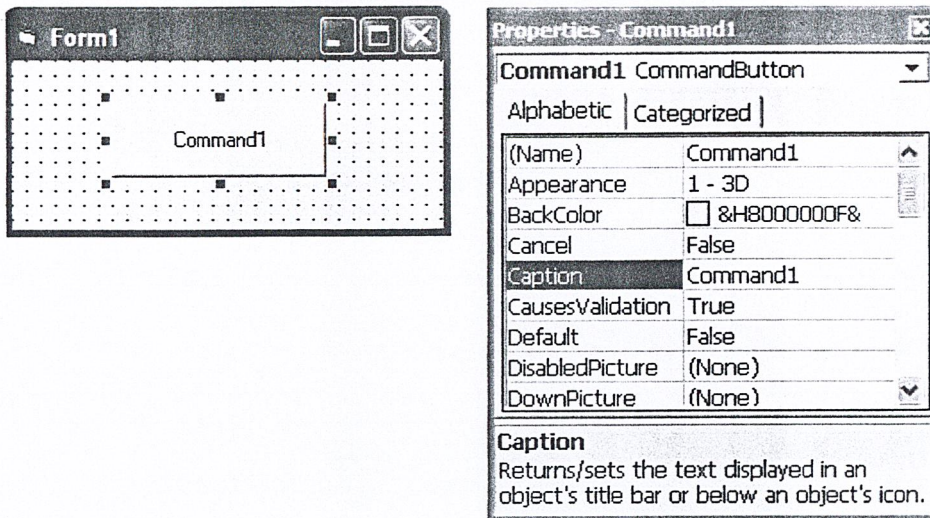 Form1
Command1
Properties - Command1
Command1 CommandButton
Alphabetic Categorized
(Name) Command1
Appearance 1 - 3D
BackColor &H8000000F&
Cancel False
Caption Command1
CausesValidation True
Default False
DisabledPicture (None)
DownPicture (None)
Caption
Returns/sets the text displayed in an
object's title bar or below an object's icon.